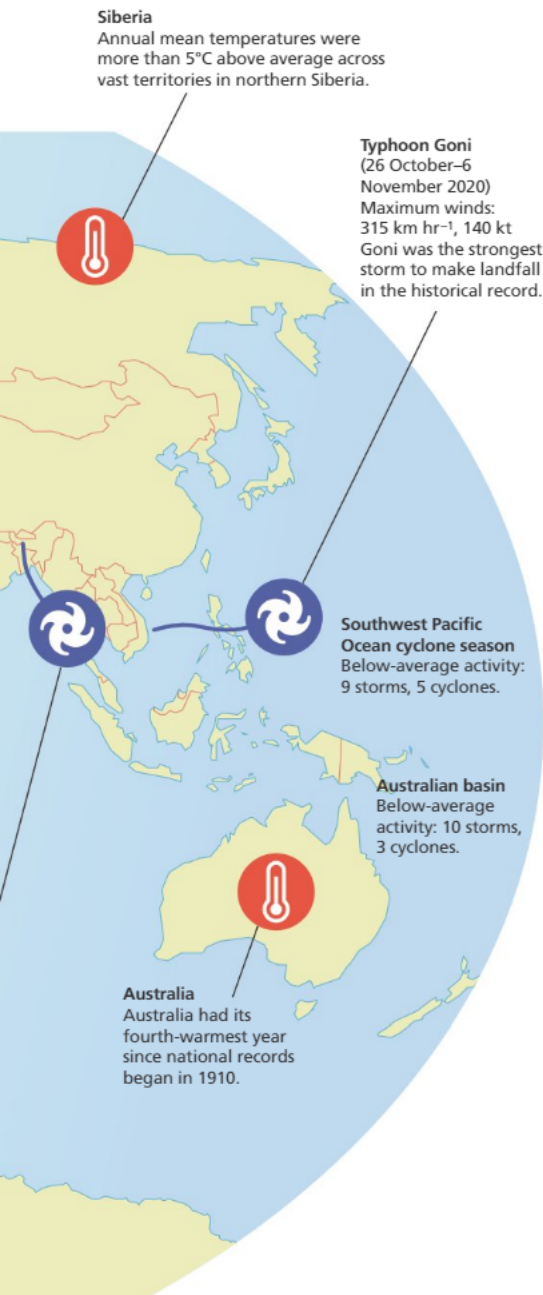 Siberia
Annual mean temperatures were
more than 5°C above average across
vast territories in northern Siberia.
Typhoon Goni
(26 October–6
November 2020)
Maximum winds:
315 km hr⁻¹, 140 kt
Goni was the strongest
storm to make landfall
in the historical record.
Southwest Pacific
Ocean cyclone season
Below-average activity:
9 storms, 5 cyclones.
Australian basin
Below-average
activity: 10 storms,
3 cyclones.
Australia
Australia had its
fourth-warmest year
since national records
began in 1910.